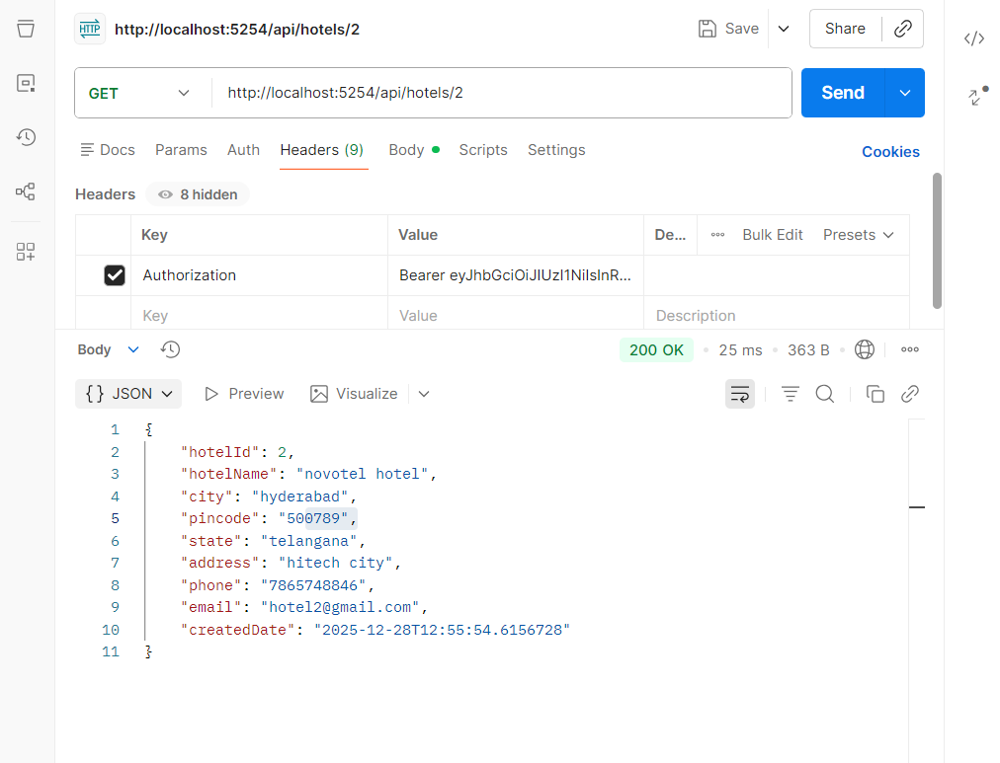 HTTP http://localhost:5254/api/hotels/2 Save Share
GET http://localhost:5254/api/hotels/2 Send
Docs Params Auth Headers (9) Body Scripts Settings Cookies
Headers 8 hidden
Key Value De... Bulk Edit Presets
Authorization Bearer eyJhbGciOiJIUzI1NiIsInR...
Key Value Description
Body 200 OK 25 ms 363 B
{} JSON Preview Visualize
1 {
2 "hotelId": 2,
3 "hotelName": "novotel hotel",
4 "city": "hyderabad",
5 "pincode": "500789",
6 "state": "telangana",
7 "address": "hitech city",
8 "phone": "7865748846",
9 "email": "hotel2@gmail.com",
10 "createdDate": "2025-12-28T12:55:54.6156728"
11 }